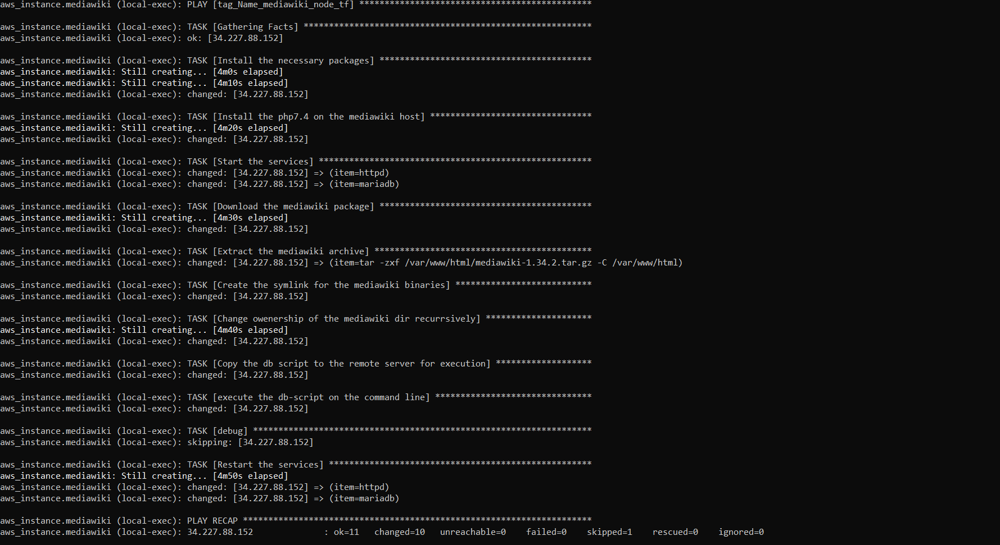 aws_instance.mediawiki (local-exec): PLAY [tag_Name_mediawiki_node_tf] **********************************************
aws_instance.mediawiki (local-exec): TASK [Gathering Facts] *********************************************************
aws_instance.mediawiki (local-exec): ok: [34.227.88.152]
aws_instance.mediawiki (local-exec): TASK [Install the necessary packages] ******************************************
aws_instance.mediawiki: Still creating... [4m0s elapsed]
aws_instance.mediawiki: Still creating... [4m10s elapsed]
aws_instance.mediawiki (local-exec): changed: [34.227.88.152]
aws_instance.mediawiki (local-exec): TASK [Install the php7.4 on the mediawiki host] ********************************
aws_instance.mediawiki: Still creating... [4m20s elapsed]
aws_instance.mediawiki (local-exec): changed: [34.227.88.152]
aws_instance.mediawiki (local-exec): TASK [Start the services] ******************************************************
aws_instance.mediawiki (local-exec): changed: [34.227.88.152] => (item=httpd)
aws_instance.mediawiki (local-exec): changed: [34.227.88.152] => (item=mariadb)
aws_instance.mediawiki (local-exec): TASK [Download the mediawiki package] ******************************************
aws_instance.mediawiki: Still creating... [4m30s elapsed]
aws_instance.mediawiki (local-exec): changed: [34.227.88.152]
aws_instance.mediawiki (local-exec): TASK [Extract the mediawiki archive] *******************************************
aws_instance.mediawiki (local-exec): changed: [34.227.88.152] => (item=tar -zxf /var/www/html/mediawiki-1.34.2.tar.gz -C /var/www/html)
aws_instance.mediawiki (local-exec): TASK [Create the symlink for the mediawiki binaries] ***************************
aws_instance.mediawiki (local-exec): changed: [34.227.88.152]
aws_instance.mediawiki (local-exec): TASK [Change owenership of the mediawiki dir recurrsively] *********************
aws_instance.mediawiki: Still creating... [4m40s elapsed]
aws_instance.mediawiki (local-exec): changed: [34.227.88.152]
aws_instance.mediawiki (local-exec): TASK [Copy the db script to the remote server for execution] *******************
aws_instance.mediawiki (local-exec): changed: [34.227.88.152]
aws_instance.mediawiki (local-exec): TASK [execute the db-script on the command line] *******************************
aws_instance.mediawiki (local-exec): changed: [34.227.88.152]
aws_instance.mediawiki (local-exec): TASK [debug] *******************************************************************
aws_instance.mediawiki (local-exec): skipping: [34.227.88.152]
aws_instance.mediawiki (local-exec): TASK [Restart the services] ****************************************************
aws_instance.mediawiki: Still creating... [4m50s elapsed]
aws_instance.mediawiki (local-exec): changed: [34.227.88.152] => (item=httpd)
aws_instance.mediawiki (local-exec): changed: [34.227.88.152] => (item=mariadb)
aws_instance.mediawiki (local-exec): PLAY RECAP *********************************************************************
aws_instance.mediawiki (local-exec): 34.227.88.152              : ok=11   changed=10   unreachable=0    failed=0    skipped=1    rescued=0    ignored=0